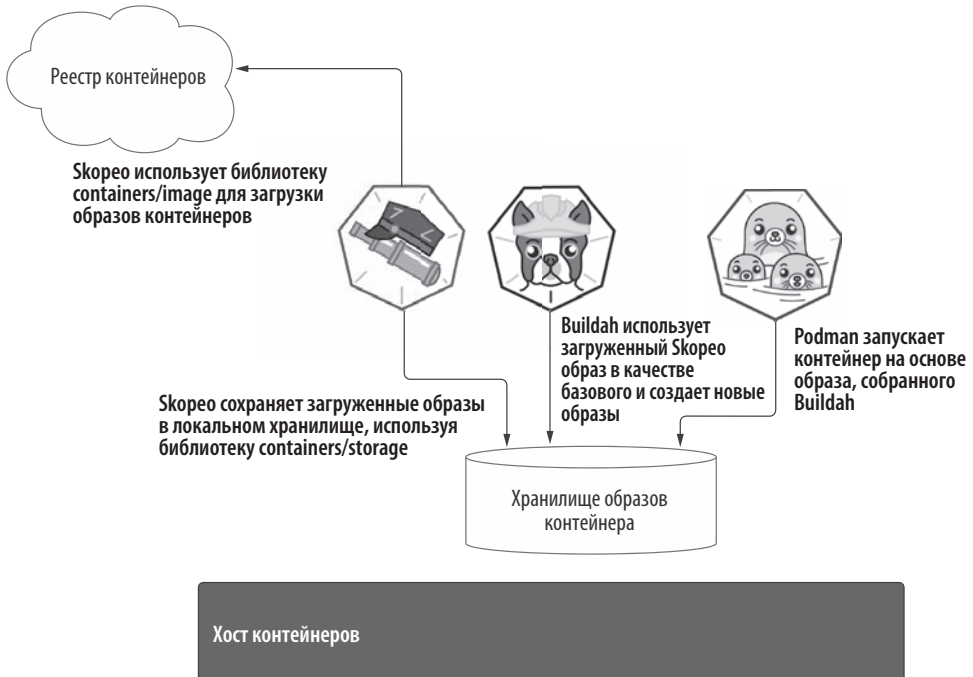 Реестр контейнеров
Skopeo использует библиотеку
containers/image для загрузки
образов контейнеров
Buildah использует
загруженный Skopeo
образ в качестве
базового и создает новые
образы
Podman запускает
контейнер на основе
образа, собранного
Buildah
Skopeo сохраняет загруженные образы
в локальном хранилище, используя
библиотеку containers/storage
Хранилище образов
контейнера
Хост контейнеров